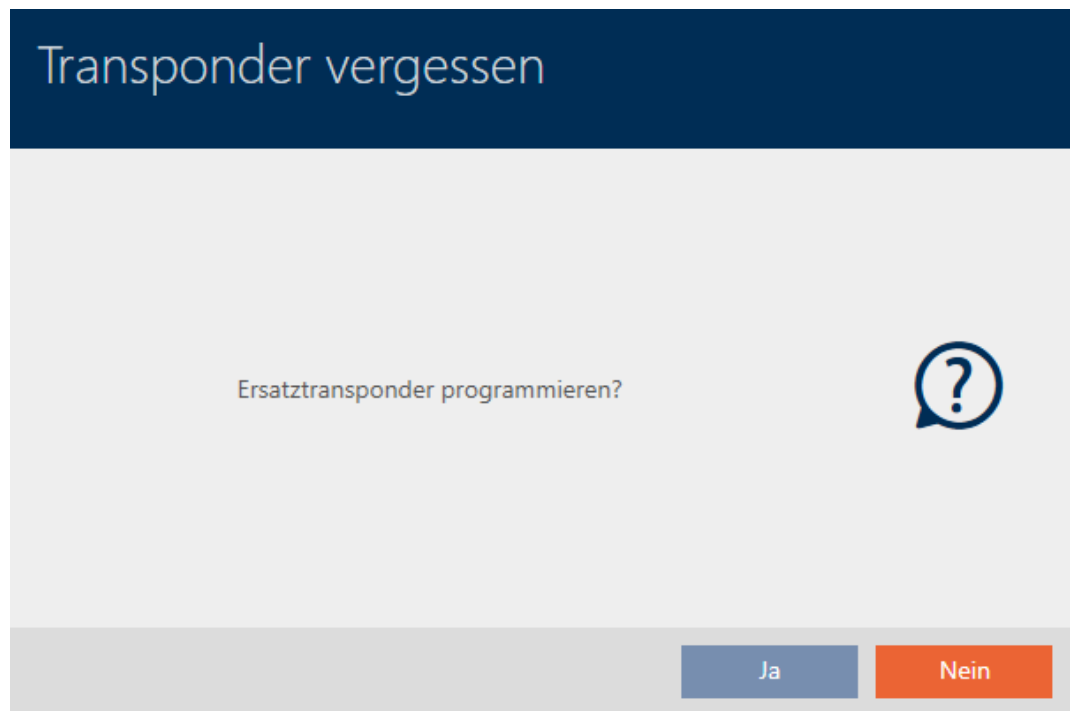 Transponder vergessen
Ersatztransponder programmieren?
?
Ja
Nein